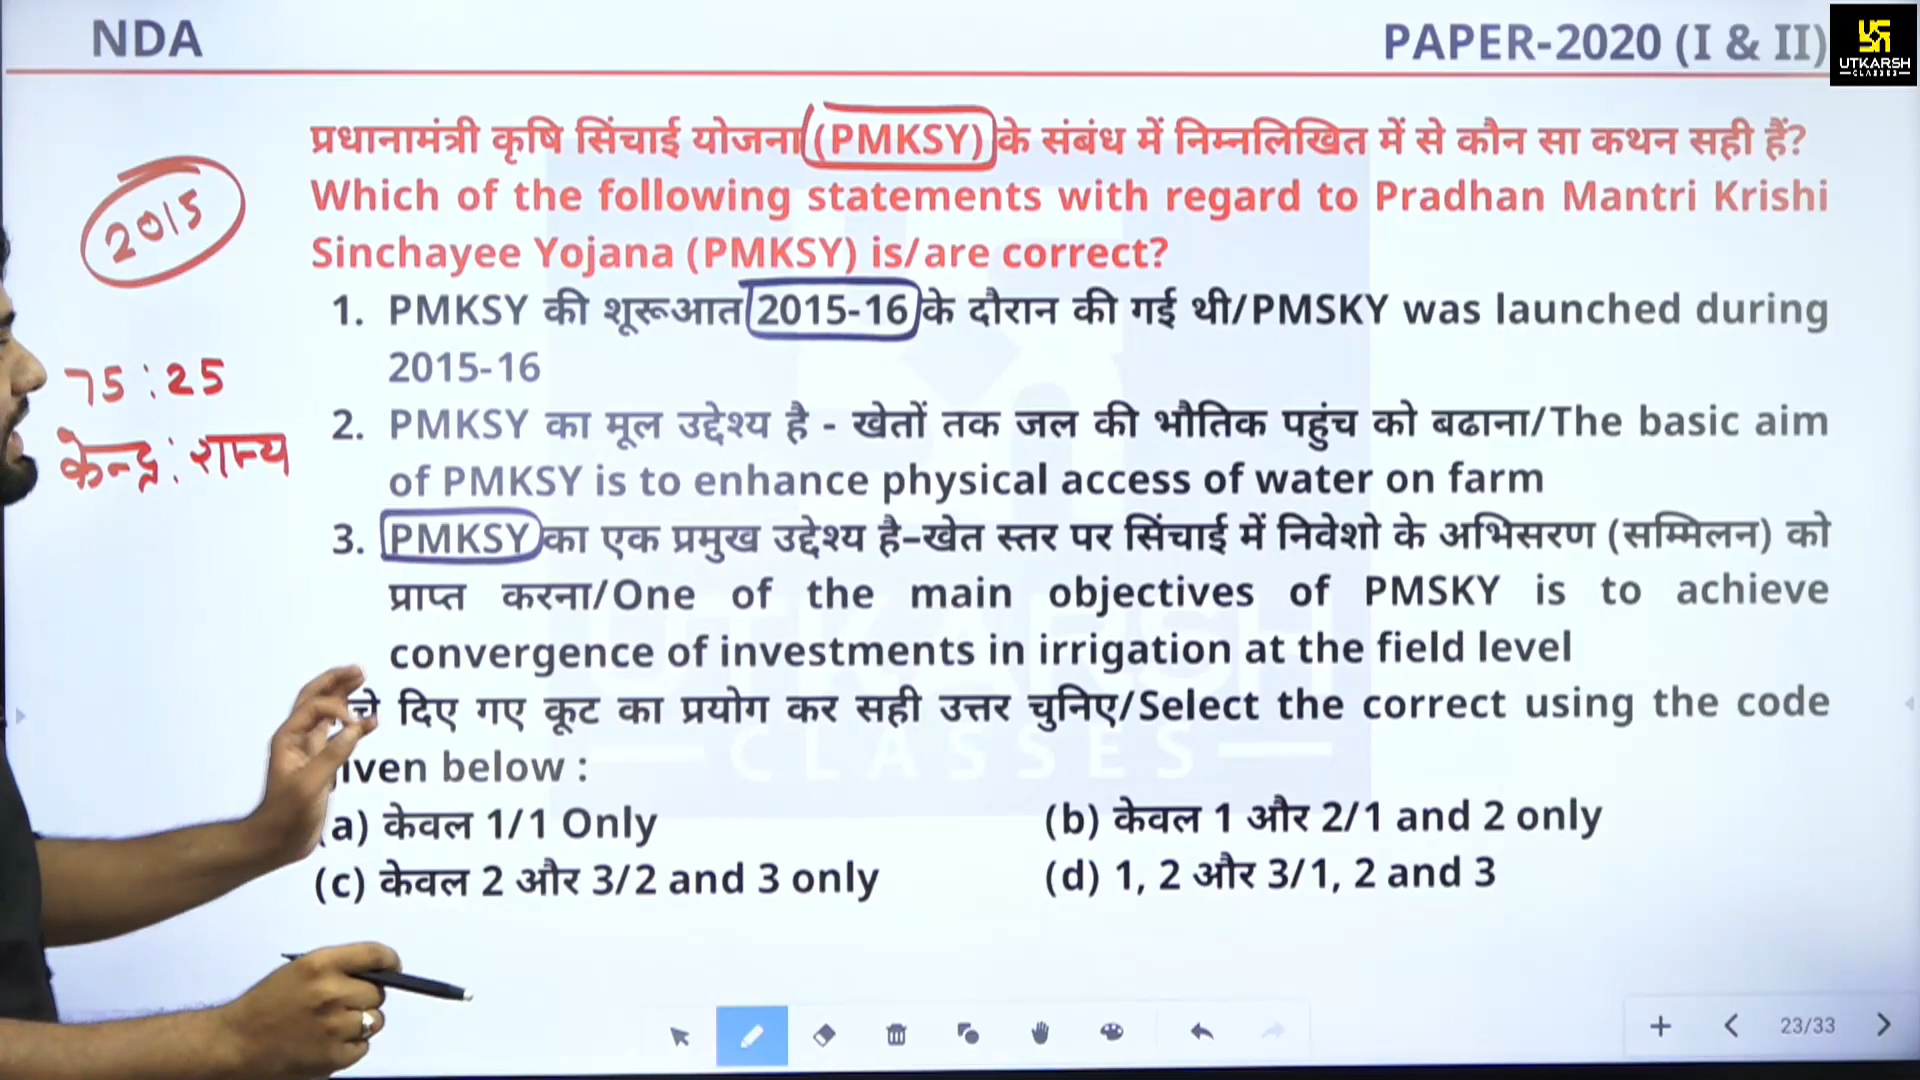 NDA
PAPER-2020 (I & II)
UTKARSH
CLASSES
प्रधानामंत्री कृषि सिंचाई योजना (PMKSY) के संबंध में निम्नलिखित में से कौन सा कथन सही हैं?
Which of the following statements with regard to Pradhan Mantri Krishi
Sinchayee Yojana (PMKSY) is/are correct?
2015
1. PMKSY की शूरूआत 2015-16 के दौरान की गई थी/PMSKY was launched during
2015-16
75:25
केन्द्र: राज्य
2. PMKSY का मूल उद्देश्य है - खेतों तक जल की भौतिक पहुंच को बढाना/The basic aim
of PMKSY is to enhance physical access of water on farm
3. PMKSY का एक प्रमुख उद्देश्य है–खेत स्तर पर सिंचाई में निवेशो के अभिसरण (सम्मिलन) को
प्राप्त करना/One of the main objectives of PMSKY is to achieve
convergence of investments in irrigation at the field level
चे दिए गए कूट का प्रयोग कर सही उत्तर चुनिए/Select the correct using the code
iven below :
(a) केवल 1/1 Only
(b) केवल 1 और 2/1 and 2 only
(c) केवल 2 और 3/2 and 3 only
(d) 1, 2 और 3/1, 2 and 3
UTKARSH
CLASSES
23/33